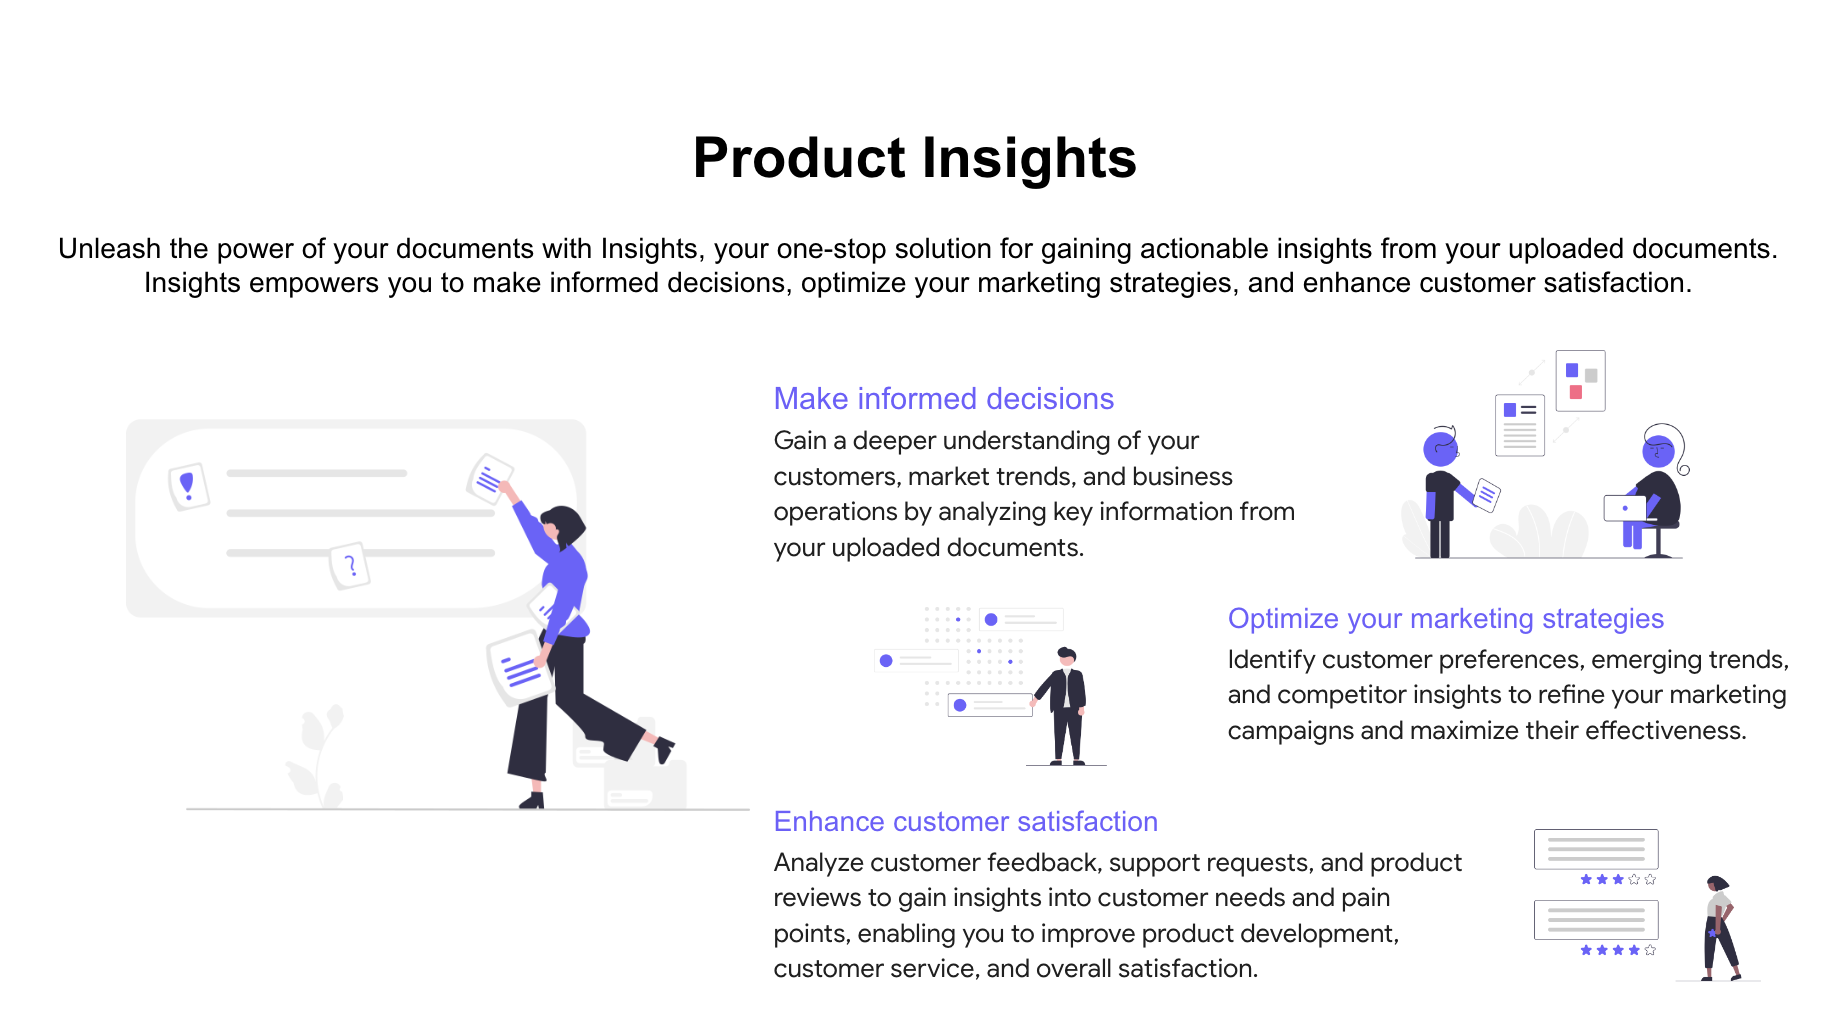 Product Insights
Unleash the power of your documents with Insights, your one-stop solution for gaining actionable insights from your uploaded documents.
Insights empowers you to make informed decisions, optimize your marketing strategies, and enhance customer satisfaction.
Make informed decisions
Gain a deeper understanding of your
customers, market trends, and business
operations by analyzing key information from
your uploaded documents.
!
?
Optimize your marketing strategies
Identify customer preferences, emerging trends,
and competitor insights to refine your marketing
campaigns and maximize their effectiveness.
Enhance customer satisfaction
Analyze customer feedback, support requests, and product
reviews to gain insights into customer needs and pain
points, enabling you to improve product development,
customer service, and overall satisfaction.